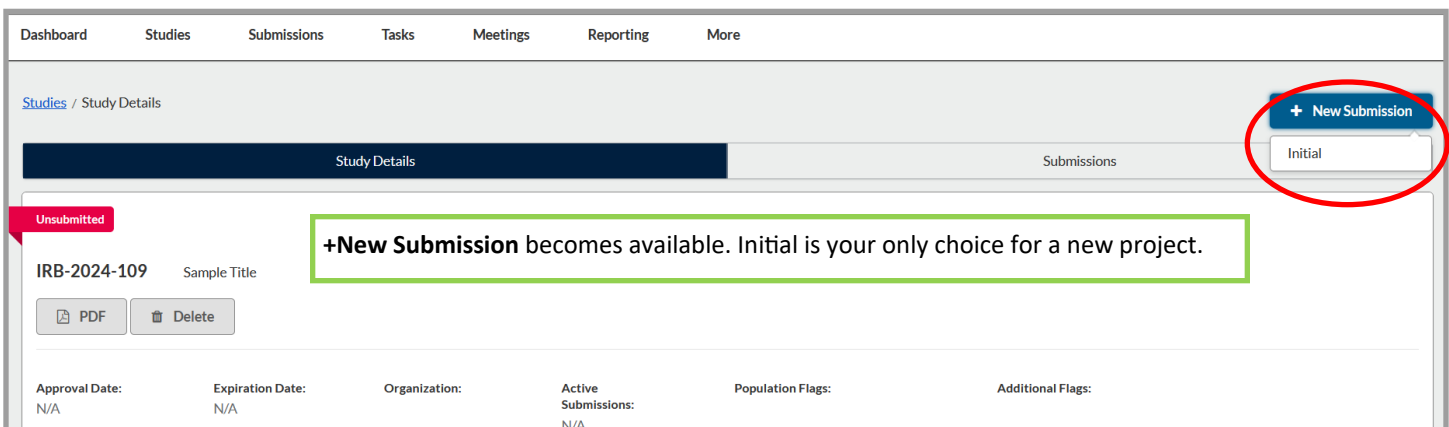 Dashboard Studies Submissions Tasks Meetings Reporting More
Studies / Study Details
+ New Submission
Initial
Study Details Submissions
Unsubmitted
+New Submission becomes available. Initial is your only choice for a new project.
IRB-2024-109 Sample Title
PDF Delete
Approval Date: Expiration Date: Organization: Active Submissions: Population Flags: Additional Flags:
N/A N/A N/A